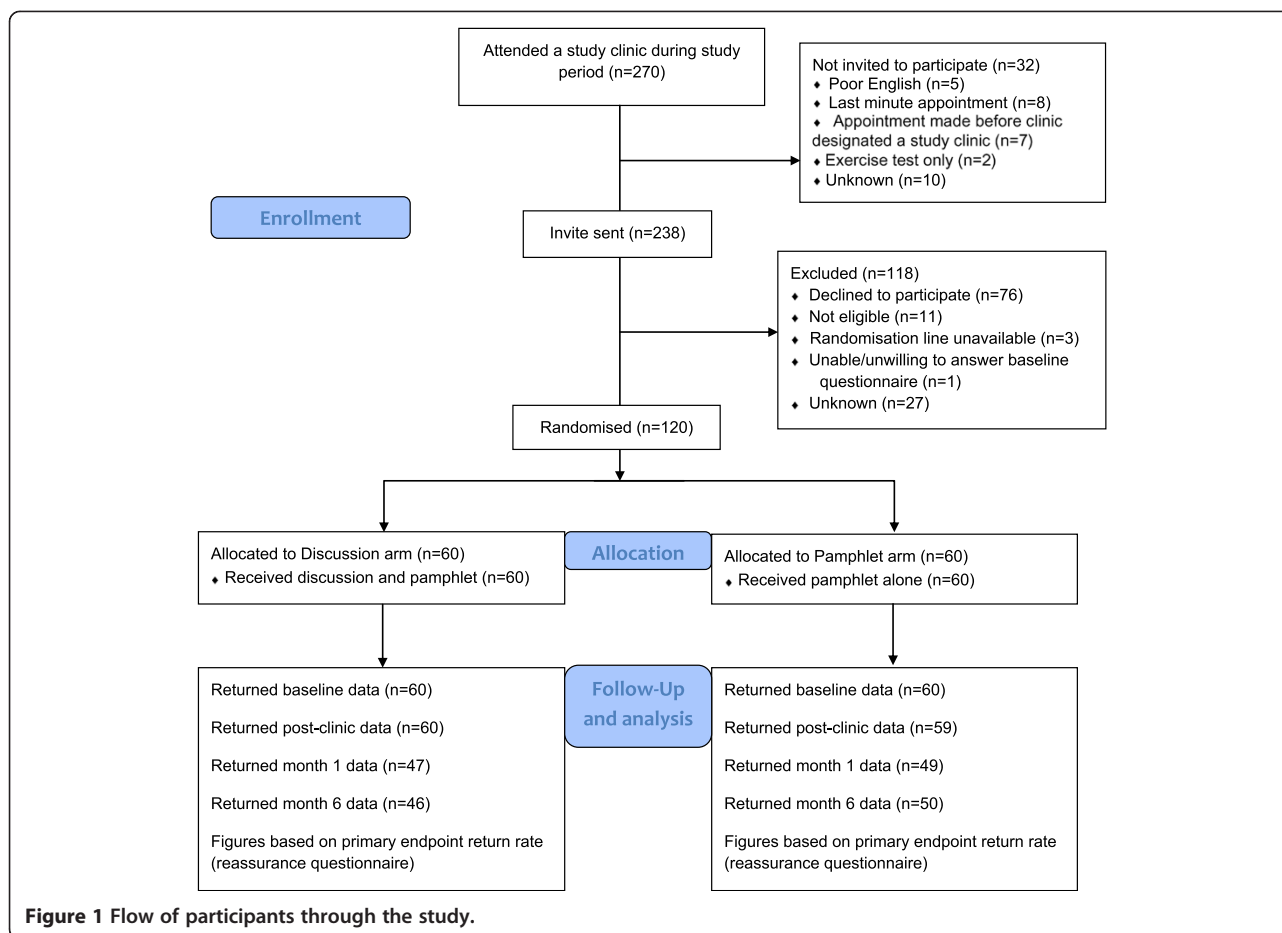 Attended a study clinic during study
period (n=270)
Not invited to participate (n=32)
♦ Poor English (n=5)
♦ Last minute appointment (n=8)
♦ Appointment made before clinic
designated a study clinic (n=7)
♦ Exercise test only (n=2)
♦ Unknown (n=10)
Enrollment
Invite sent (n=238)
Excluded (n=118)
♦ Declined to participate (n=76)
♦ Not eligible (n=11)
♦ Randomisation line unavailable (n=3)
♦ Unable/unwilling to answer baseline
questionnaire (n=1)
♦ Unknown (n=27)
Randomised (n=120)
Allocated to Discussion arm (n=60)
♦ Received discussion and pamphlet (n=60)
Allocation
Allocated to Pamphlet arm (n=60)
♦ Received pamphlet alone (n=60)
Returned baseline data (n=60)
Returned post-clinic data (n=60)
Returned month 1 data (n=47)
Returned month 6 data (n=46)
Figures based on primary endpoint return rate
(reassurance questionnaire)
Follow-Up
and analysis
Returned baseline data (n=60)
Returned post-clinic data (n=59)
Returned month 1 data (n=49)
Returned month 6 data (n=50)
Figures based on primary endpoint return rate
(reassurance questionnaire)
Figure 1 Flow of participants through the study.